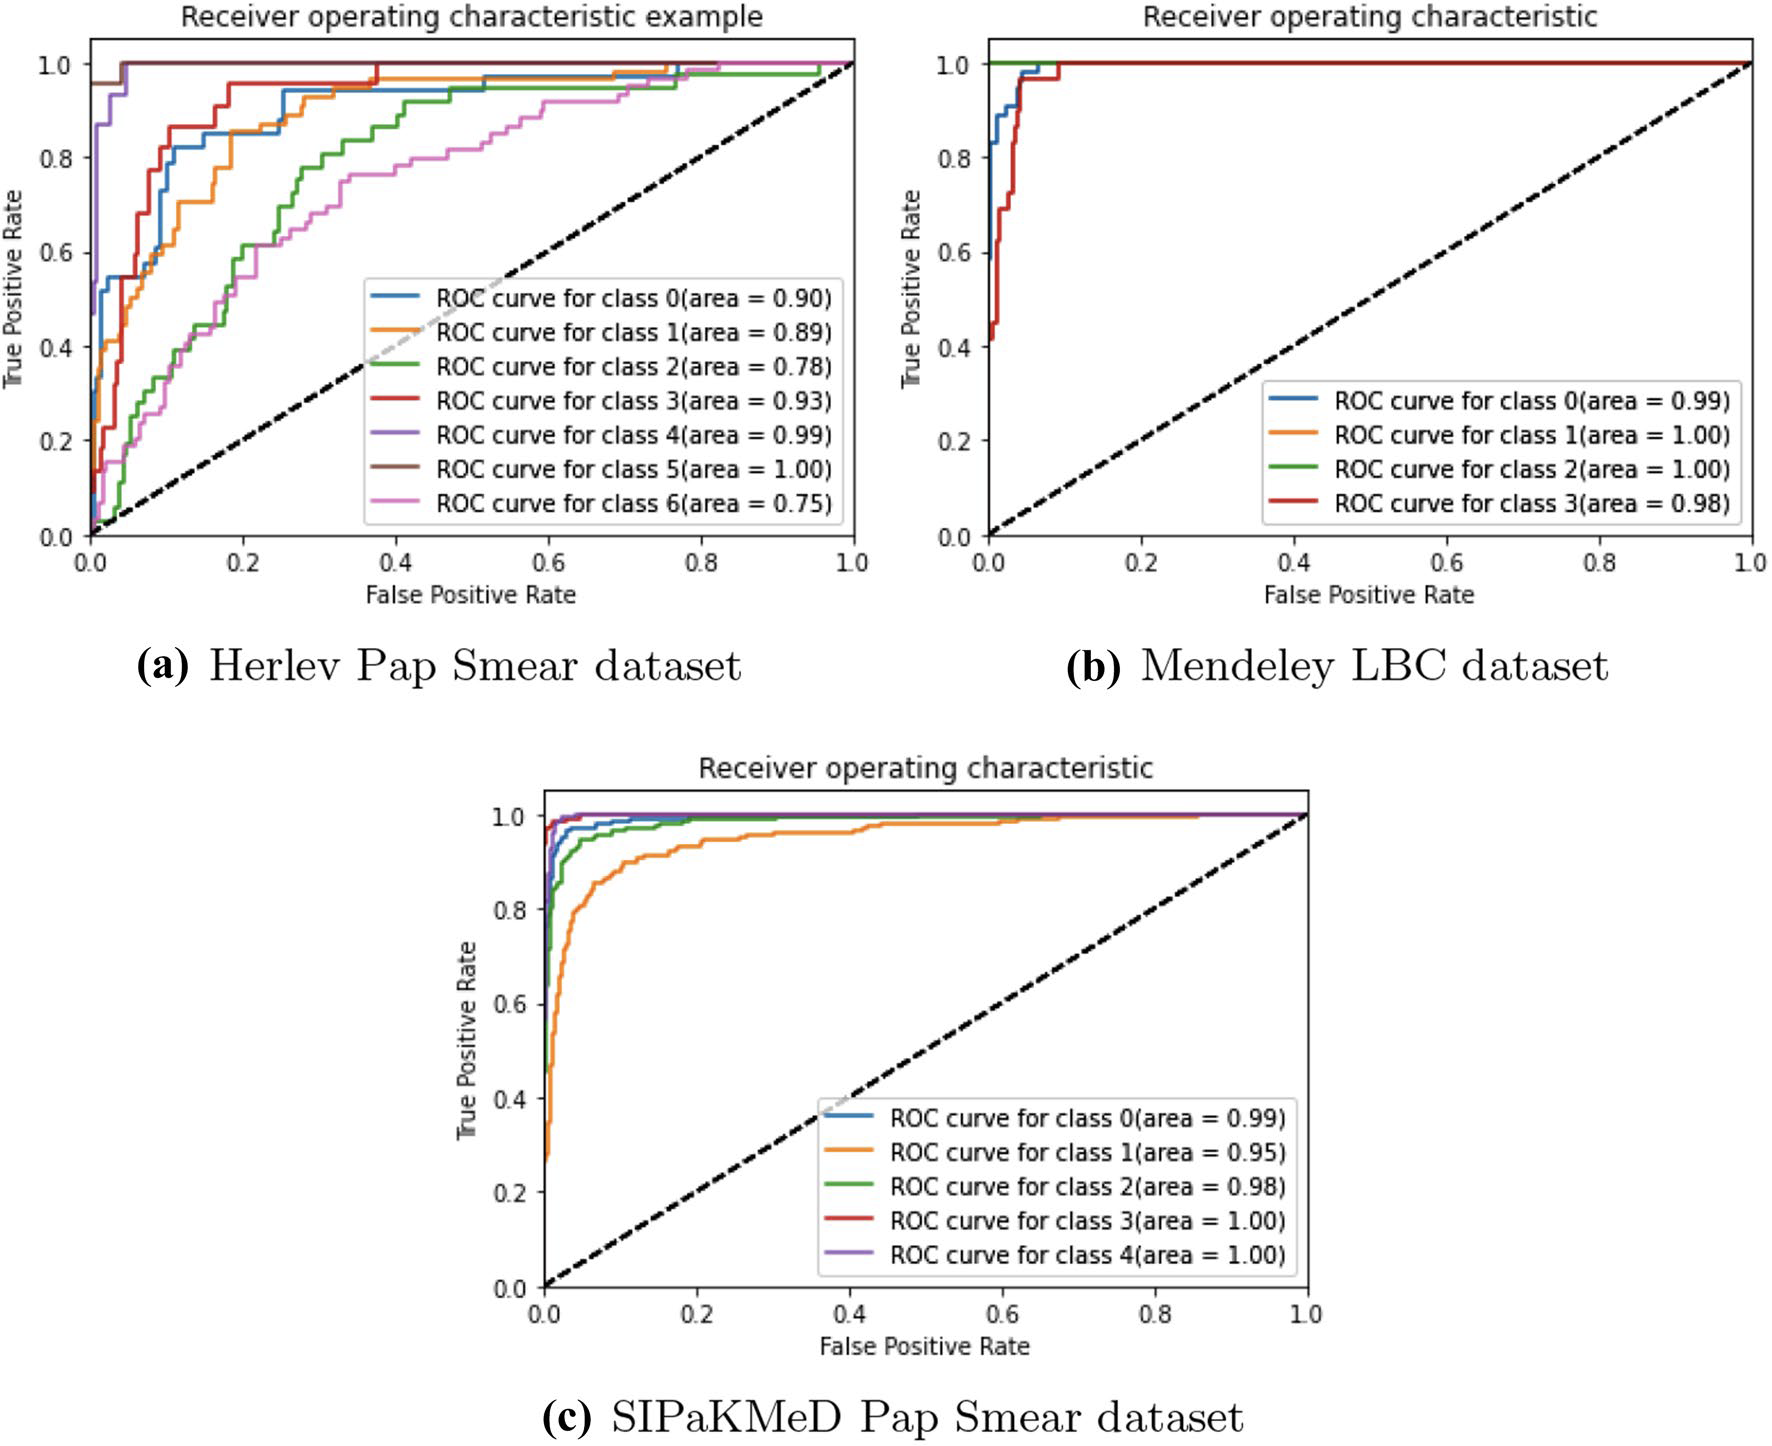 Receiver operating characteristic example
1.0
0.8
0.6
0.4
0.2
0.0
True Positive Rate
ROC curve for class 0(area = 0.90)
ROC curve for class 1(area = 0.89)
ROC curve for class 2(area = 0.78)
ROC curve for class 3(area = 0.93)
ROC curve for class 4(area = 0.99)
ROC curve for class 5(area = 1.00)
ROC curve for class 6(area = 0.75)
0.0 0.2 0.4 0.6 0.8 1.0
False Positive Rate
(a) Herlev Pap Smear dataset
Receiver operating characteristic
1.0
0.8
0.6
0.4
0.2
0.0
True Positive Rate
ROC curve for class 0(area = 0.99)
ROC curve for class 1(area = 1.00)
ROC curve for class 2(area = 1.00)
ROC curve for class 3(area = 0.98)
0.0 0.2 0.4 0.6 0.8 1.0
False Positive Rate
(b) Mendeley LBC dataset
Receiver operating characteristic
1.0
0.8
0.6
0.4
0.2
0.0
True Positive Rate
ROC curve for class 0(area = 0.99)
ROC curve for class 1(area = 0.95)
ROC curve for class 2(area = 0.98)
ROC curve for class 3(area = 1.00)
ROC curve for class 4(area = 1.00)
0.0 0.2 0.4 0.6 0.8 1.0
False Positive Rate
(c) SIPaKMeD Pap Smear dataset